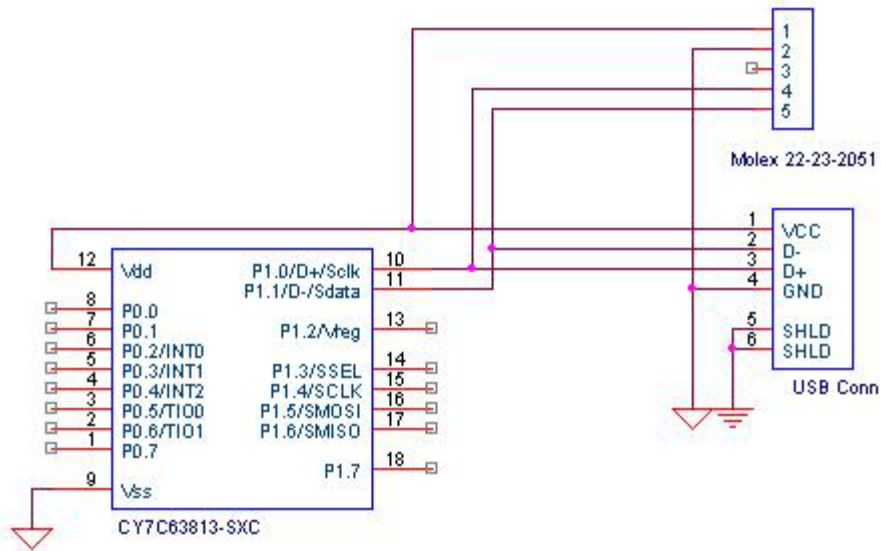 1
2
3
4
5
Molex 22-23-2051
1 VCC
2 D-
3 D+
4 GND
5 SHLD
6 SHLD
USB Conn
12 Vdd
8 P0.0
7 P0.1
6 P0.2/INT0
5 P0.3/INT1
4 P0.4/INT2
3 P0.5/TIO0
2 P0.6/TIO1
1 P0.7
9 Vss
P1.0/D+/Sclk 10
P1.1/D-/Sdata 11
P1.2/Vreg 13
P1.3/SSEL 14
P1.4/SCLK 15
P1.5/SMOSI 16
P1.6/SMISO 17
P1.7 18
CY7C63813-SXC